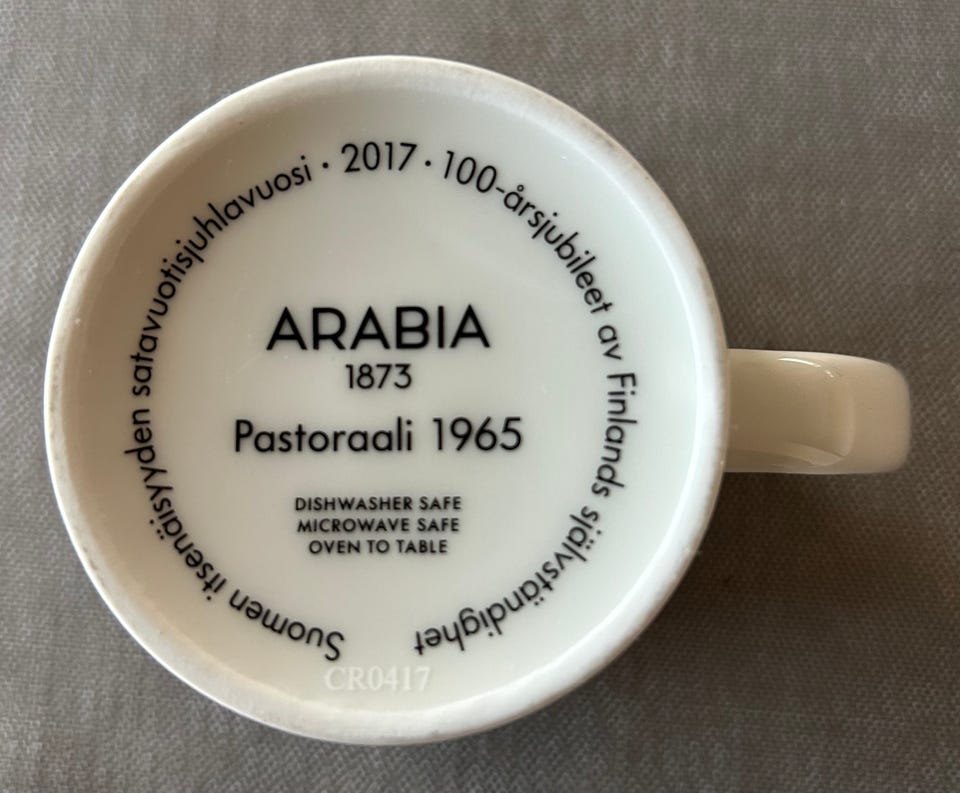 Suomen itsenäisyyden satavuotisjuhlavuosi · 2017 · 100-årsjubileet av Finlands självständighet
ARABIA
1873
Pastoraali 1965
DISHWASHER SAFE
MICROWAVE SAFE
OVEN TO TABLE
CR0417